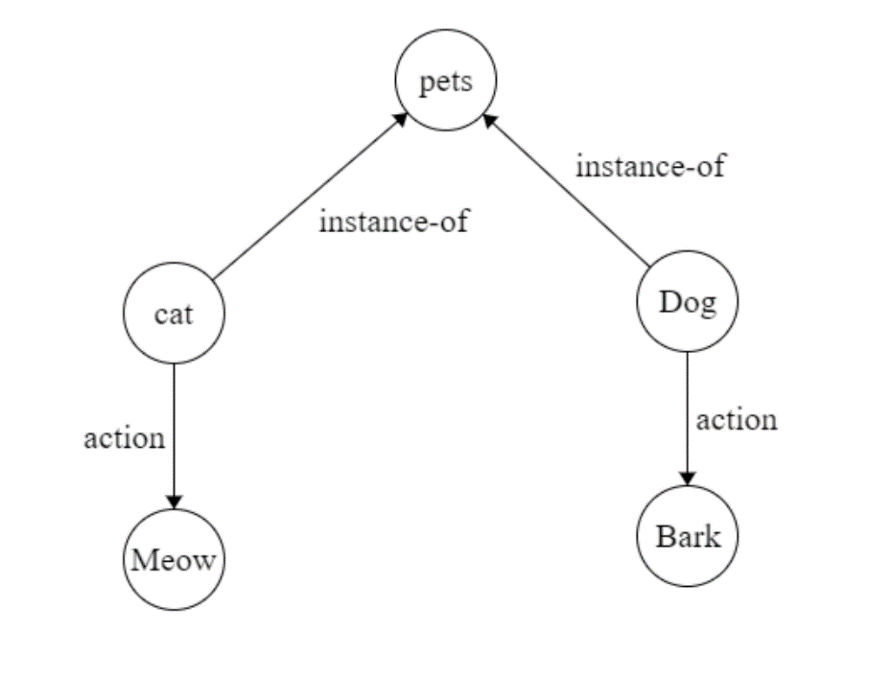 pets
instance-of
instance-of
cat
Dog
action
action
Meow
Bark